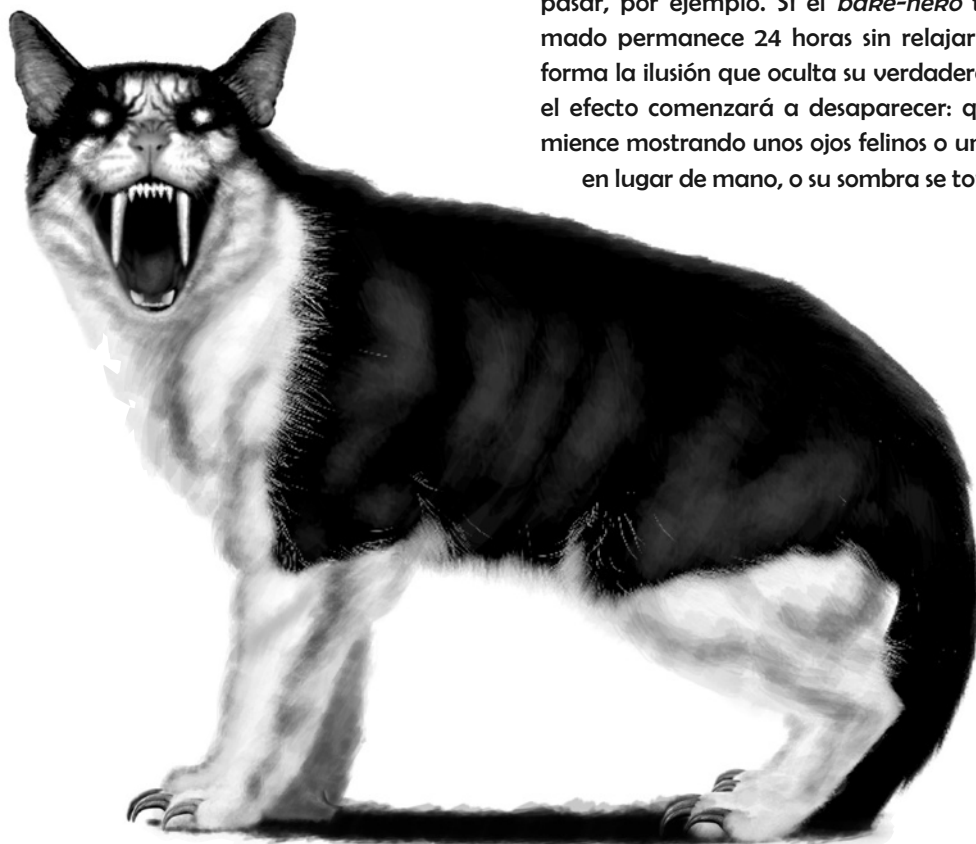 pasar, por ejemplo. Si el bake-neko
mado permanece 24 horas sin relajar
forma la ilusión que oculta su verdader
el efecto comenzará a desaparecer: q
mience mostrando unos ojos felinos o un
en lugar de mano, o su sombra se to